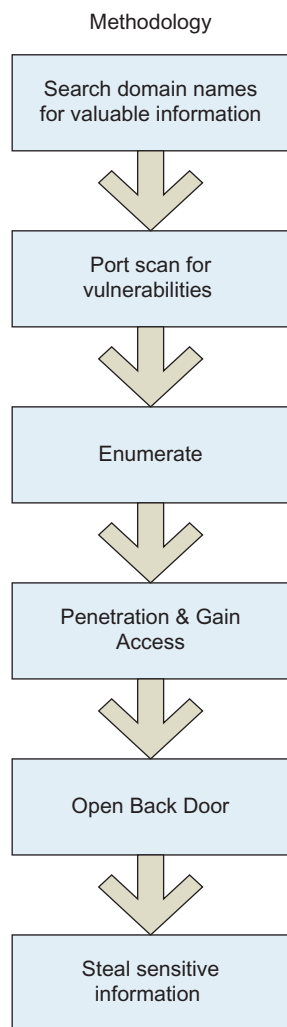 Methodology
Search domain names
for valuable information
Port scan for
vulnerabilities
Enumerate
Penetration & Gain
Access
Open Back Door
Steal sensitive
information